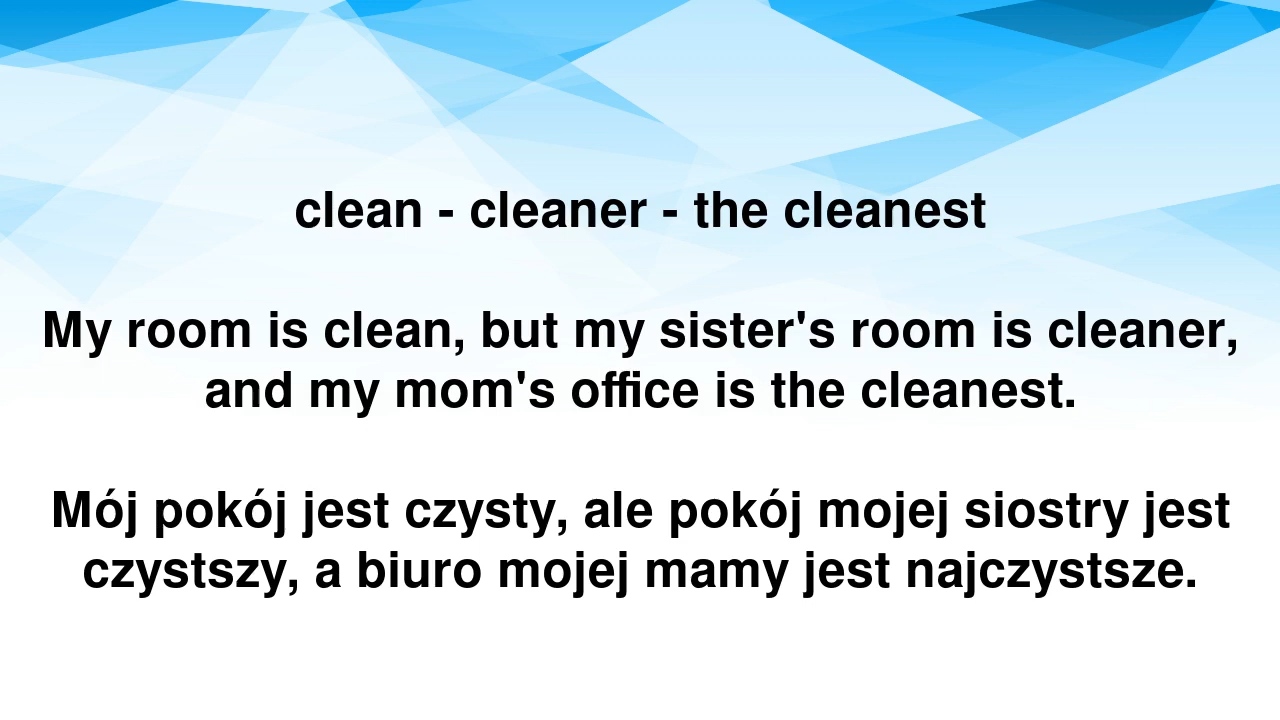 clean - cleaner - the cleanest
My room is clean, but my sister's room is cleaner,
and my mom's office is the cleanest.
Mój pokój jest czysty, ale pokój mojej siostry jest
czystszy, a biuro mojej mamy jest najczystsze.